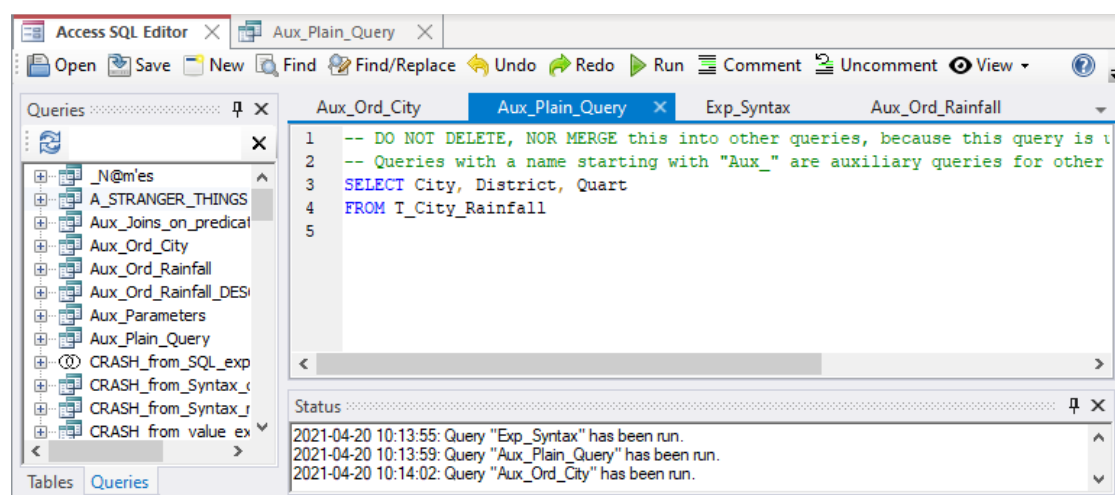 Access SQL Editor Aux_Plain_Query
Open Save New Find Find/Replace Undo Redo Run Comment Uncomment View
Queries
_N@m'es
A_STRANGER_THINGS
Aux_Joins_on_predicat
Aux_Ord_City
Aux_Ord_Rainfall
Aux_Ord_Rainfall_DES
Aux_Parameters
Aux_Plain_Query
CRASH_from_SQL_exp
CRASH_from_Syntax_
CRASH_from_Syntax_
CRASH_from_value_ex
Tables Queries
Aux_Ord_City Aux_Plain_Query Exp_Syntax Aux_Ord_Rainfall
1 -- DO NOT DELETE, NOR MERGE this into other queries, because this query is
2 -- Queries with a name starting with "Aux_" are auxiliary queries for other
3 SELECT City, District, Quart
4 FROM T_City_Rainfall
5
Status
2021-04-20 10:13:55: Query "Exp_Syntax" has been run.
2021-04-20 10:13:59: Query "Aux_Plain_Query" has been run.
2021-04-20 10:14:02: Query "Aux_Ord_City" has been run.